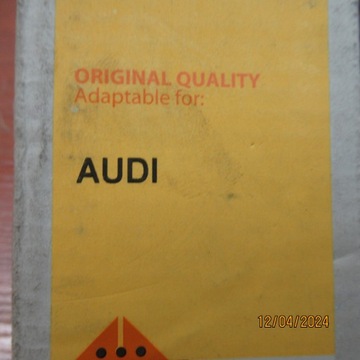 ORIGINAL QUALITY
Adaptable for:
AUDI
12/04/2024